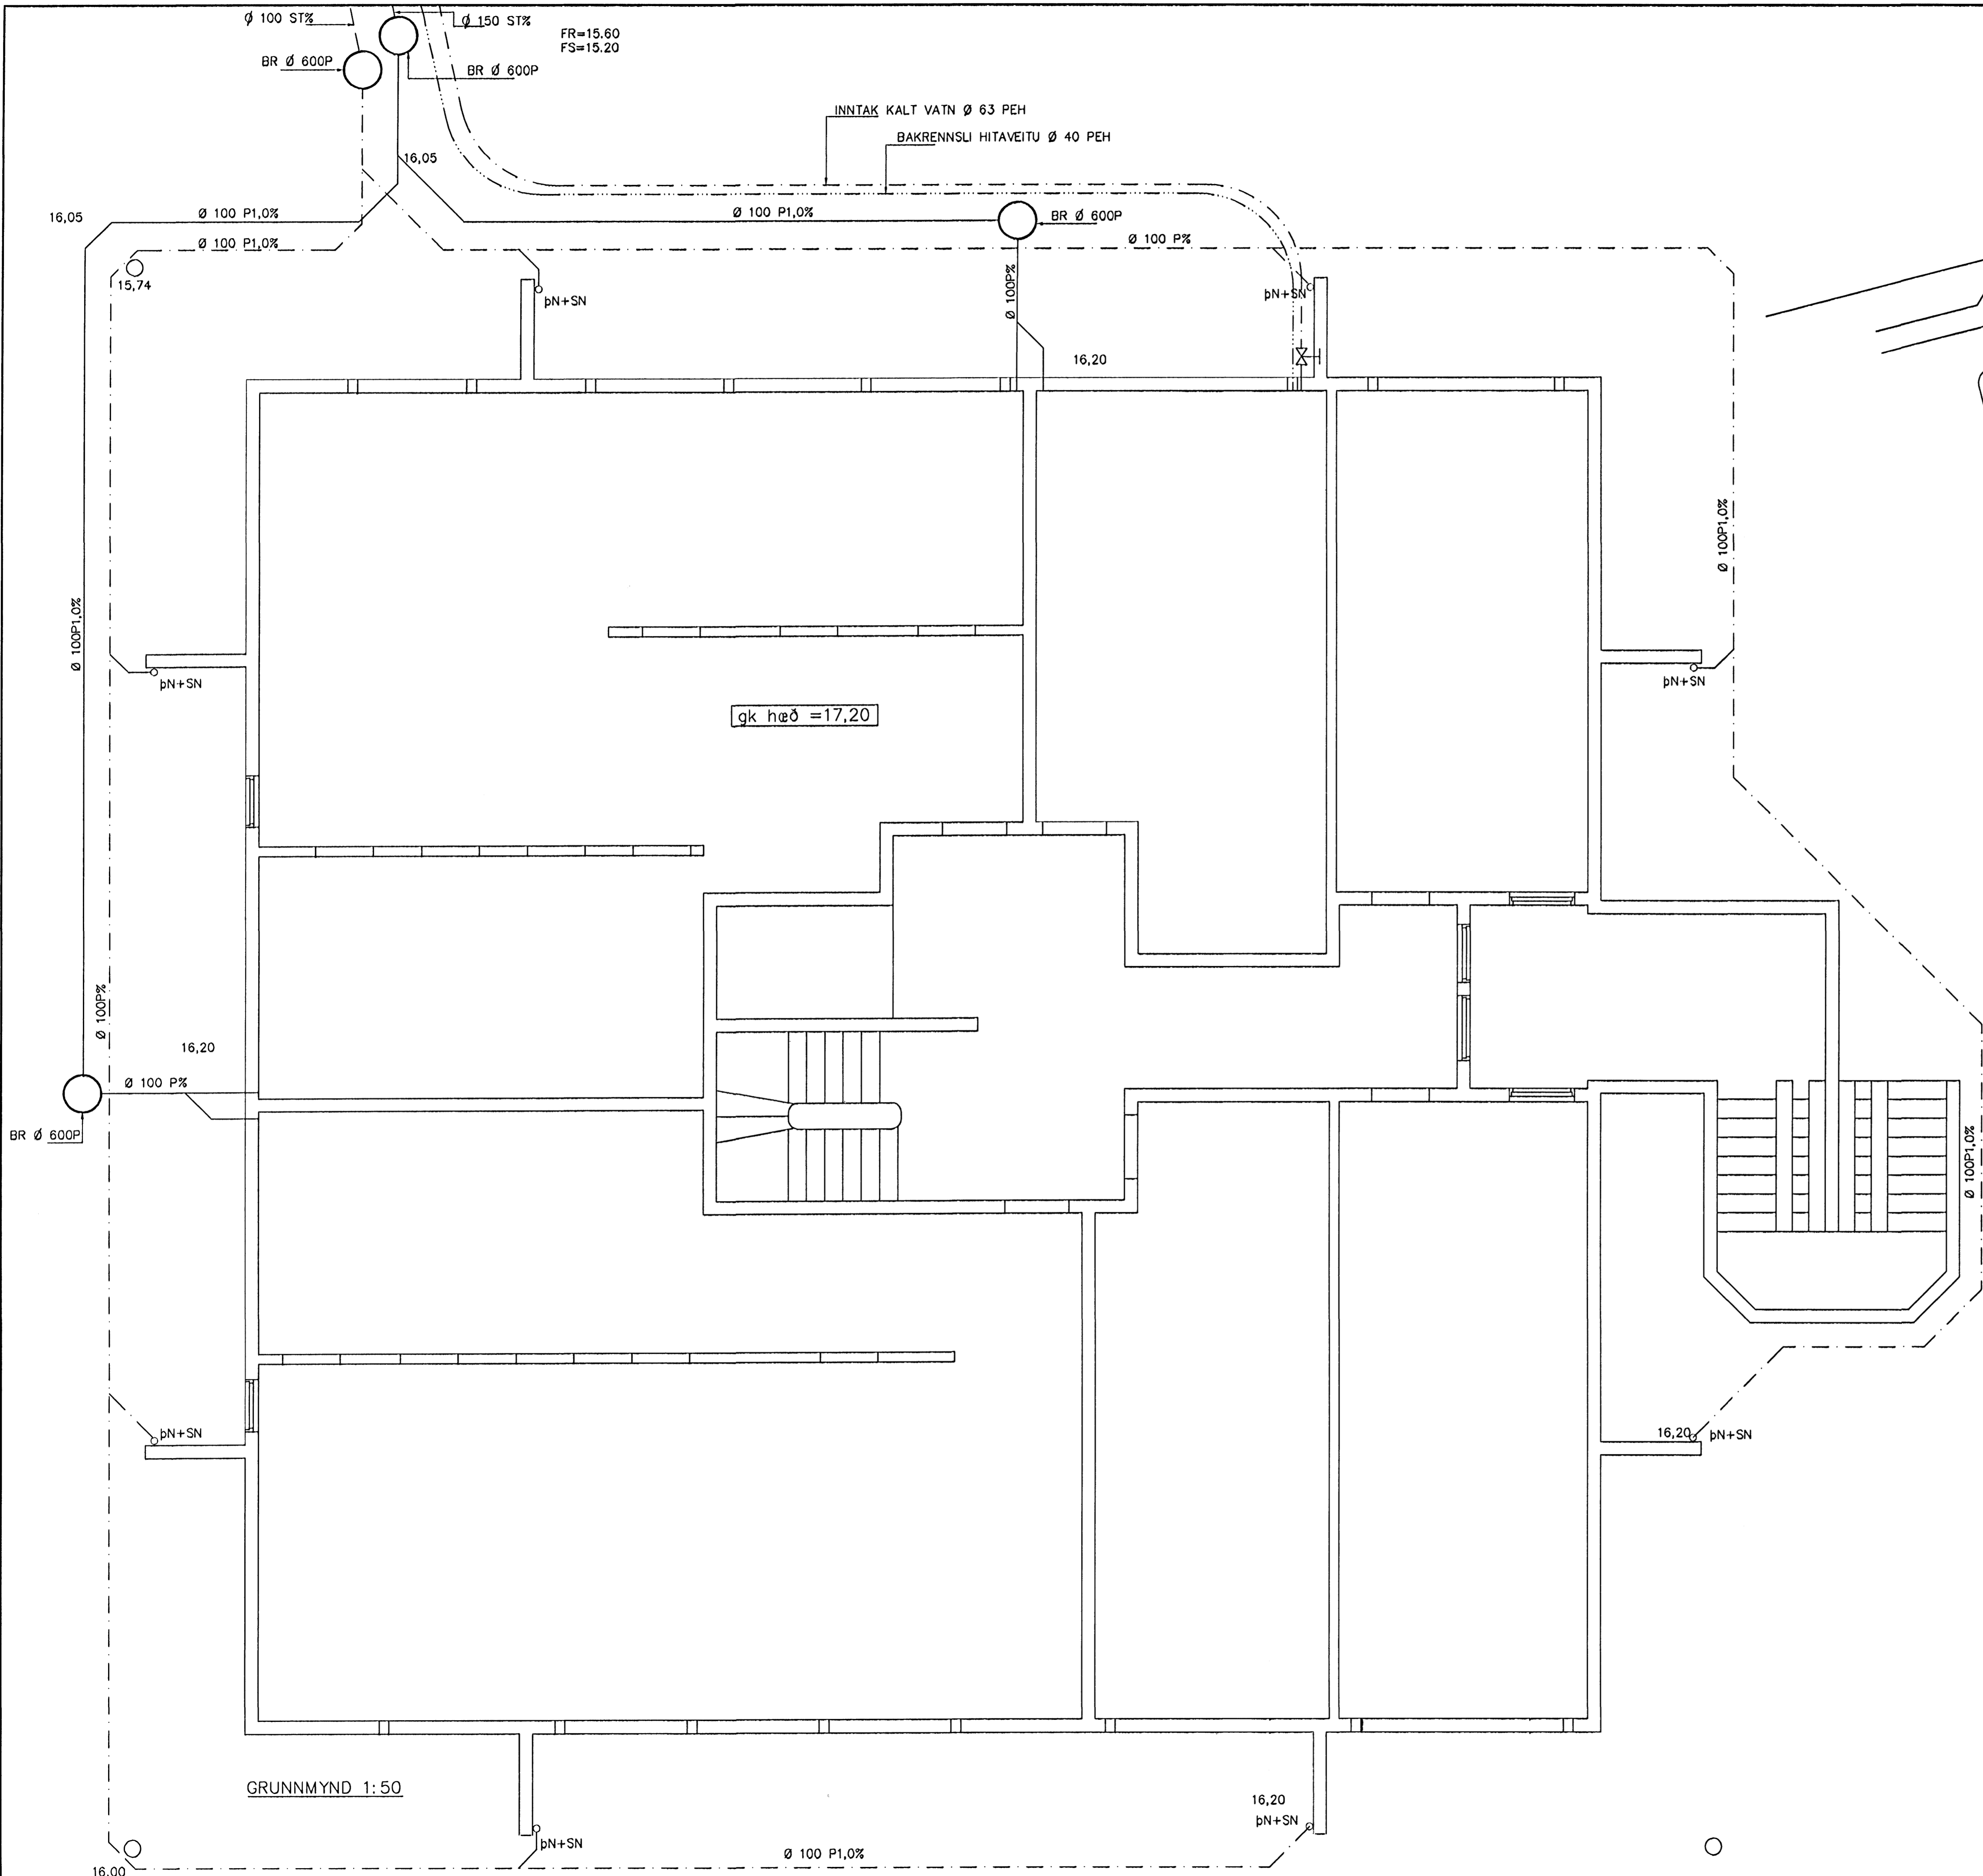 Ø 100 ST%
Ø 150 ST%
FR=15.60
FS=15.20
BR Ø 600P
BR Ø 600P
INNTAK KALT VATN Ø 63 PEH
BAKRENNSLI HITAVEITU Ø 40 PEH
16,05
16,05
Ø 100 P1,0%
Ø 100 P1,0%
BR Ø 600P
Ø 100 P1,0%
Ø 100 P%
15,74
Ø 100P%
þN+SN
þN+SN
16,20
Ø 100P1,0%
Ø 100P1,0%
þN+SN
þN+SN
gk hæð =17,20
Ø 100P%
16,20
Ø 100 P%
BR Ø 600P
Ø 100P1,0%
þN+SN
16,20
þN+SN
GRUNNMYND 1:50
16,20
þN+SN
þN+SN
Ø 100 P1,0%
16,00